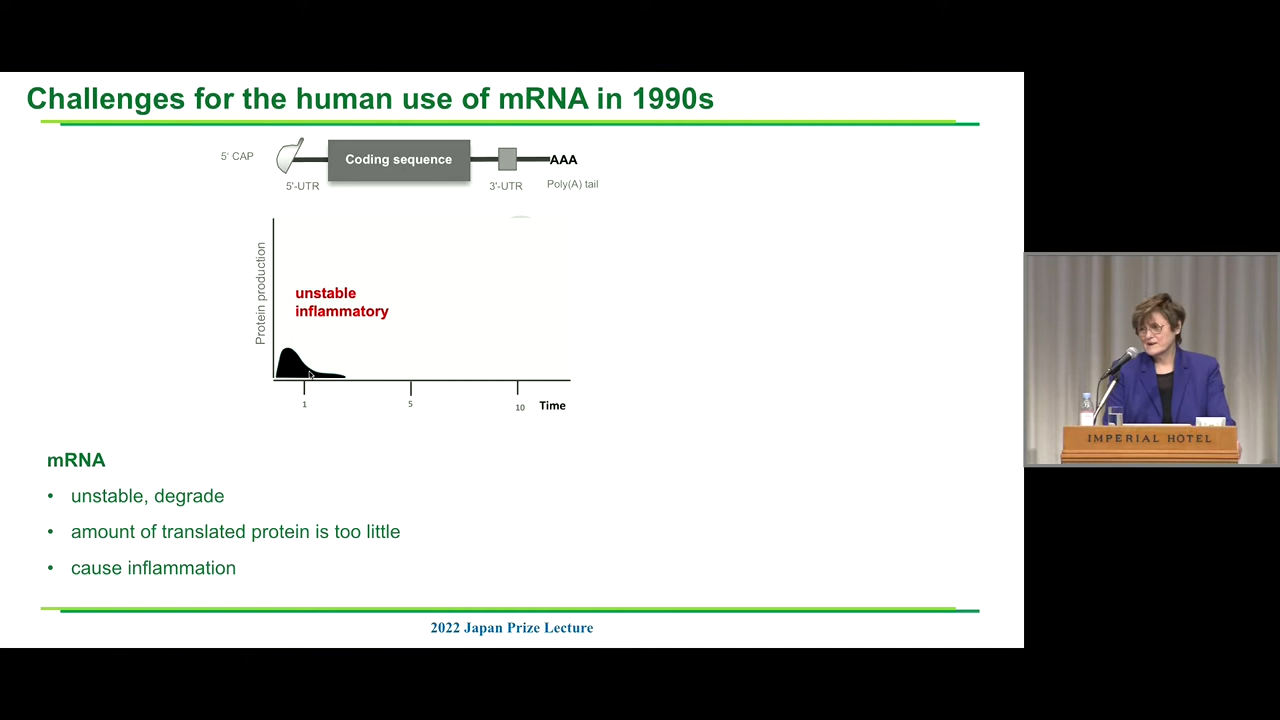 Challenges for the human use of mRNA in 1990s
5' CAP
Coding sequence
AAA
5'-UTR
3'-UTR
Poly(A) tail
Protein production
unstable
inflammatory
1
5
10
Time
mRNA
• unstable, degrade
• amount of translated protein is too little
• cause inflammation
2022 Japan Prize Lecture
IMPERIAL HOTEL